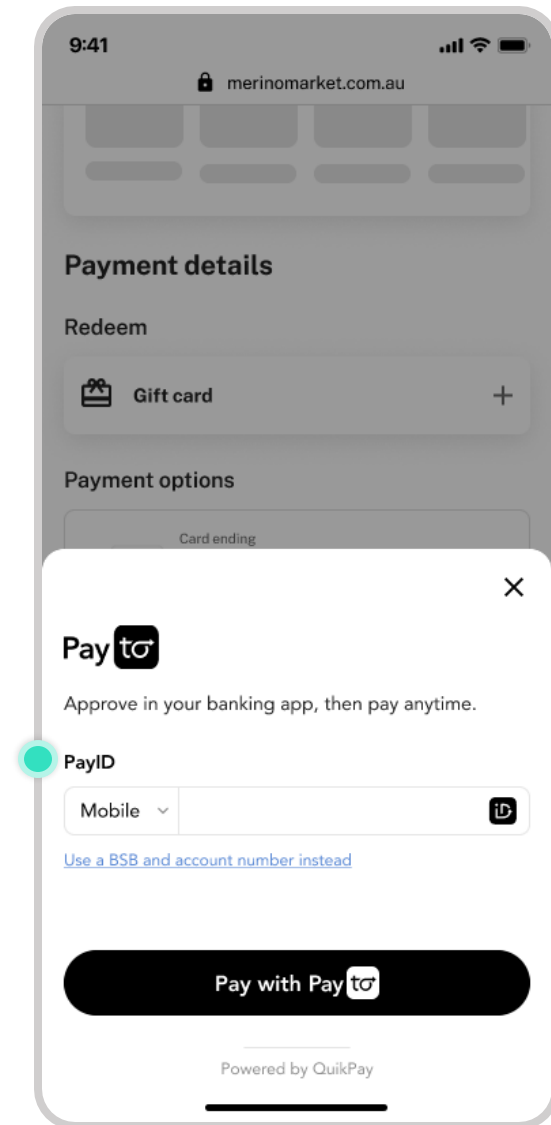 9:41
merinomarket.com.au
Payment details
Redeem
Gift card
Payment options
Card ending
Pay to
Approve in your banking app, then pay anytime.
PayID
Mobile
iD
Use a BSB and account number instead
Pay with Pay to
Powered by QuikPay